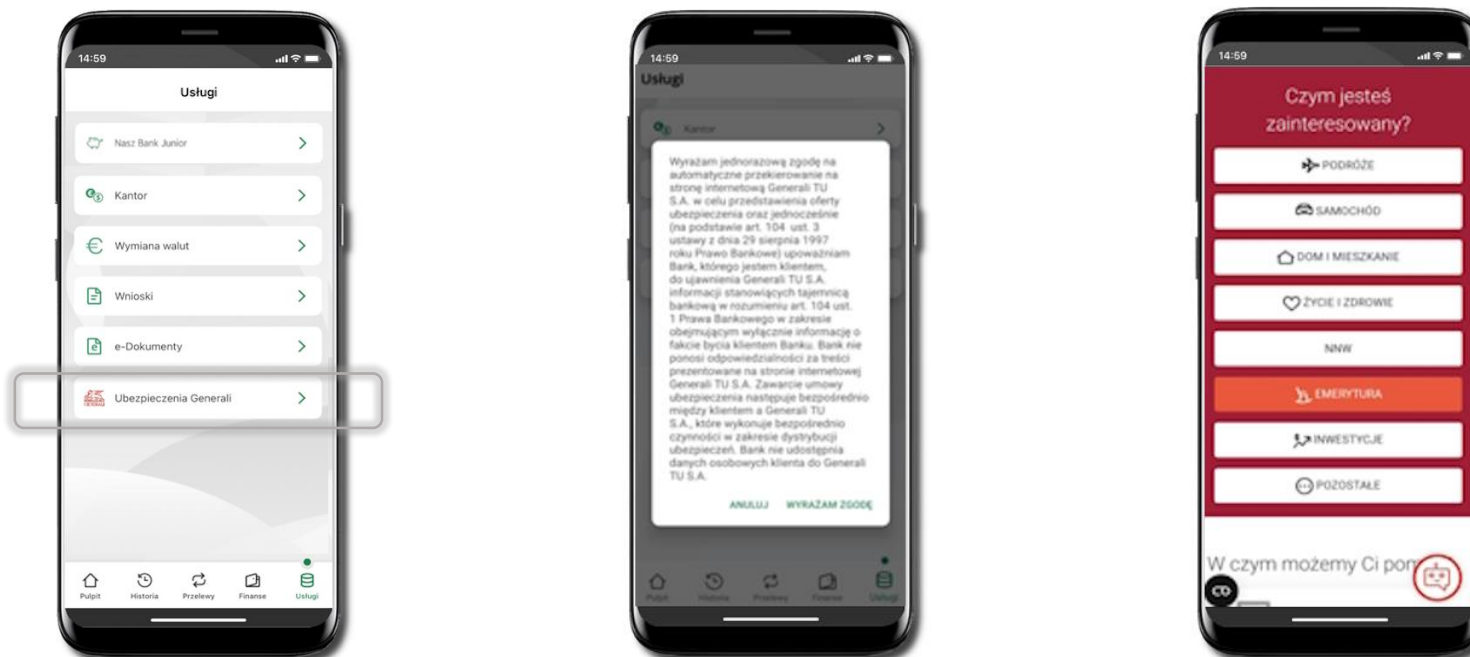 14:59
Usługi
Nasz Bank Junior
Kantor
Wymiana walut
Wnioski
e-Dokumenty
GENERALI
Ubezpieczenia Generali
Pulpit
Historia
Przelewy
Finanse
Usługi
14:59
Usługi
Kantor
Wyrażam jednorazową zgodę na
automatyczne przekierowanie na
stronę internetową Generali TU
S.A. w celu przedstawienia oferty
ubezpieczenia oraz jednocześnie
(na podstawie art. 104 ust. 3
ustawy z dnia 29 sierpnia 1997
roku Prawo Bankowe) upoważniam
Bank, którego jestem klientem,
do ujawnienia Generali TU S.A.
informacji stanowiących tajemnicą
bankową w rozumieniu art. 104 ust.
1 Prawa Bankowego w zakresie
obejmującym wyłącznie informację o
fakcie bycia klientem Banku. Bank nie
ponosi odpowiedzialności za treści
prezentowane na stronie internetowej
Generali TU S.A. Zawarcie umowy
ubezpieczenia następuje bezpośrednio
między klientem a Generali TU
S.A., które wykonuje bezpośrednio
czynności w zakresie dystrybucji
ubezpieczeń. Bank nie udostępnia
danych osobowych klienta do Generali
TU S.A.
ANULUJ WYRAŻAM ZGODĘ
Pulpit
Historia
Przelewy
Finanse
Usługi
14:59
Czym jesteś
zainteresowany?
PODRÓŻE
SAMOCHÓD
DOM I MIESZKANIE
ŻYCIE I ZDROWIE
NNW
EMERYTURA
INWESTYCJE
POZOSTAŁE
W czym możemy Ci pom